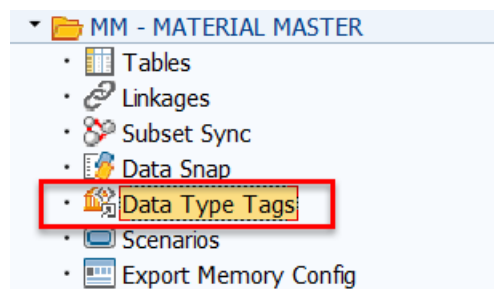 MM - MATERIAL MASTER
Tables
Linkages
Subset Sync
Data Snap
Data Type Tags
Scenarios
Export Memory Config